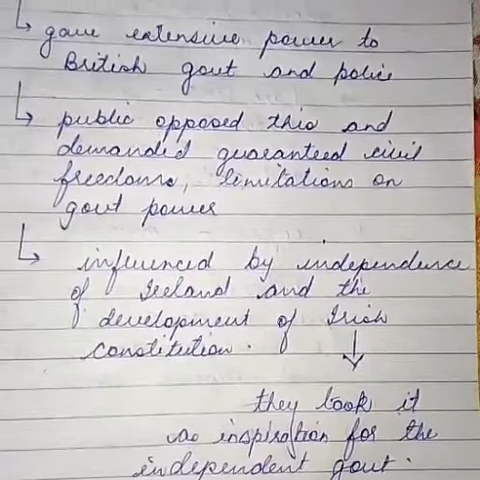 ↳ gave extensive power to
British govt and police
↳ public opposed this and
demanded guaranteed civil
freedoms, limitations on
govt power
↳ influenced by independence
of Ireland and the
development of Irish
constitution.
↓
they took it
as inspiration for the
independent govt.